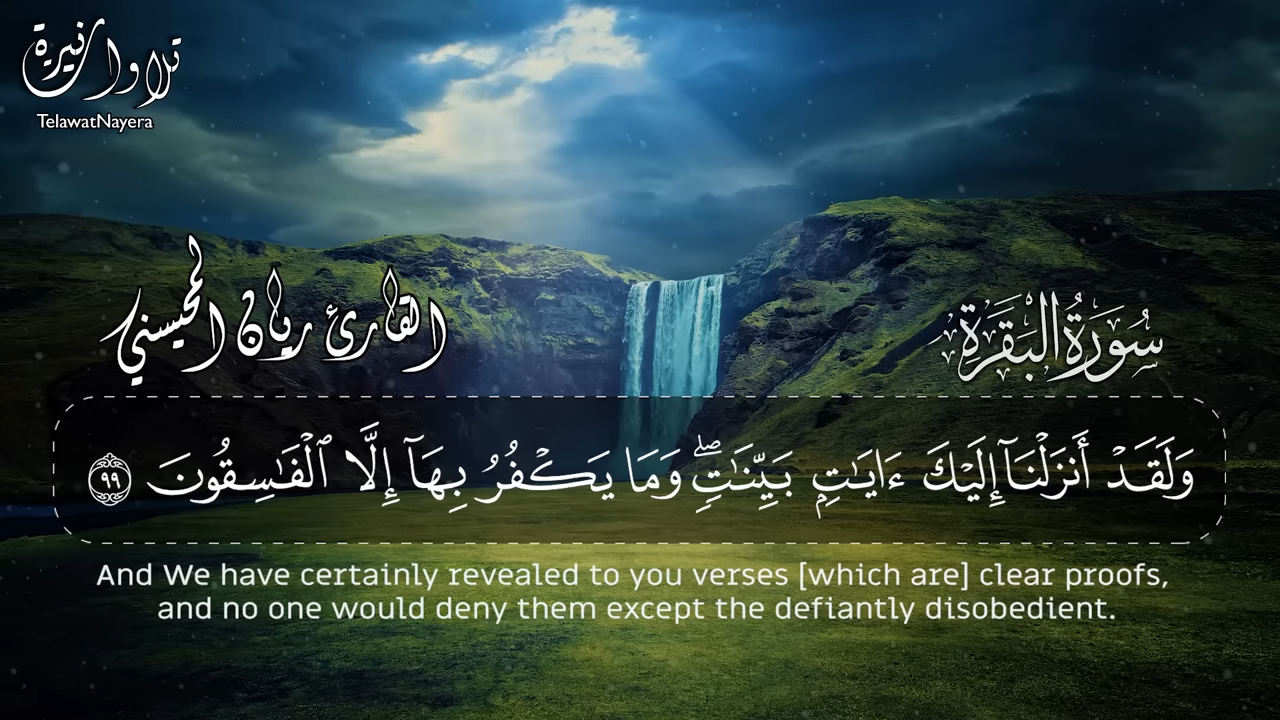 تلاوات نيرة
TelawatNayera
سُورَةُ البَقَرَةِ
القارئ ريان المحيسني
وَلَقَدْ أَنزَلْنَآ إِلَيْكَ ءَايَٰتٍۭ بَيِّنَٰتٍۖ وَمَا يَكْفُرُ بِهَآ إِلَّا ٱلْفَٰسِقُونَ ٩٩
And We have certainly revealed to you verses [which are] clear proofs,
and no one would deny them except the defiantly disobedient.